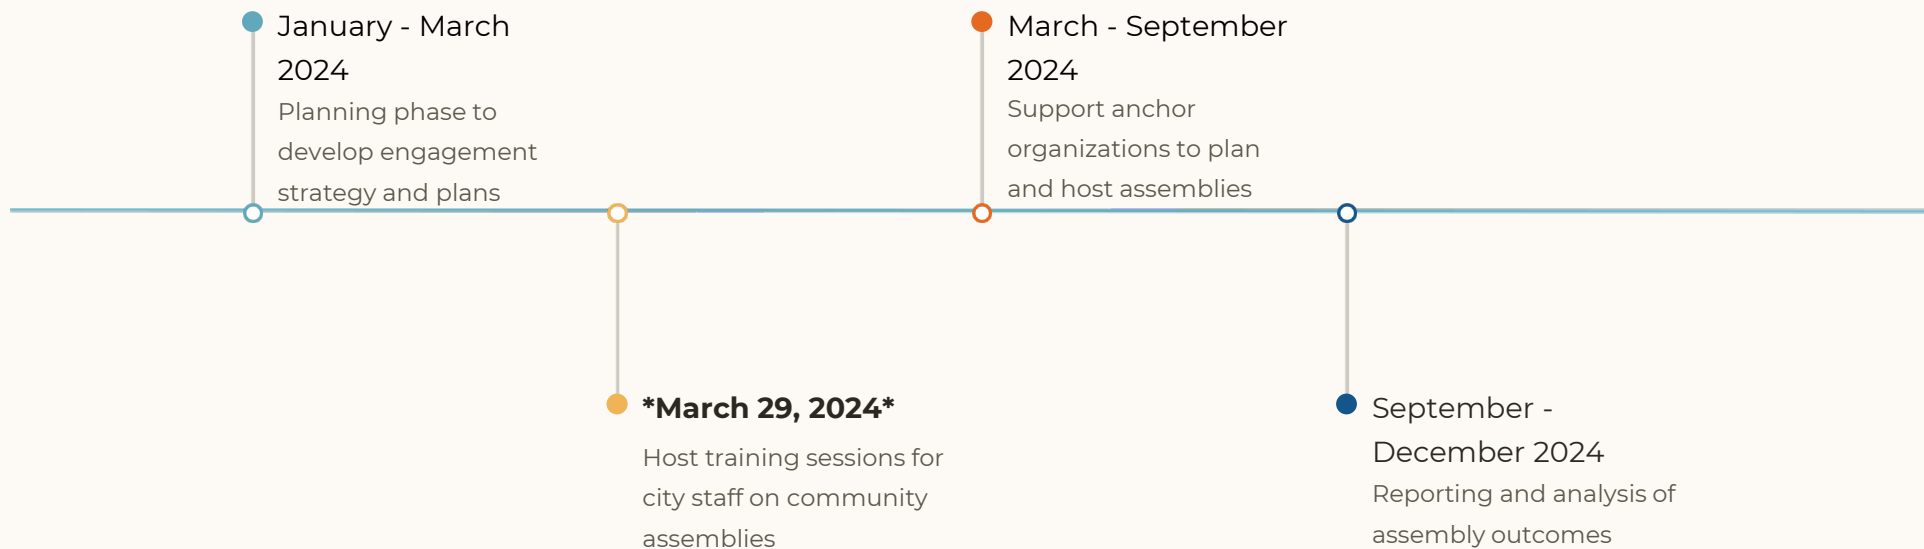 January - March
2024
Planning phase to
develop engagement
strategy and plans
*March 29, 2024*
Host training sessions for
city staff on community
assemblies
March - September
2024
Support anchor
organizations to plan
and host assemblies
September -
December 2024
Reporting and analysis of
assembly outcomes